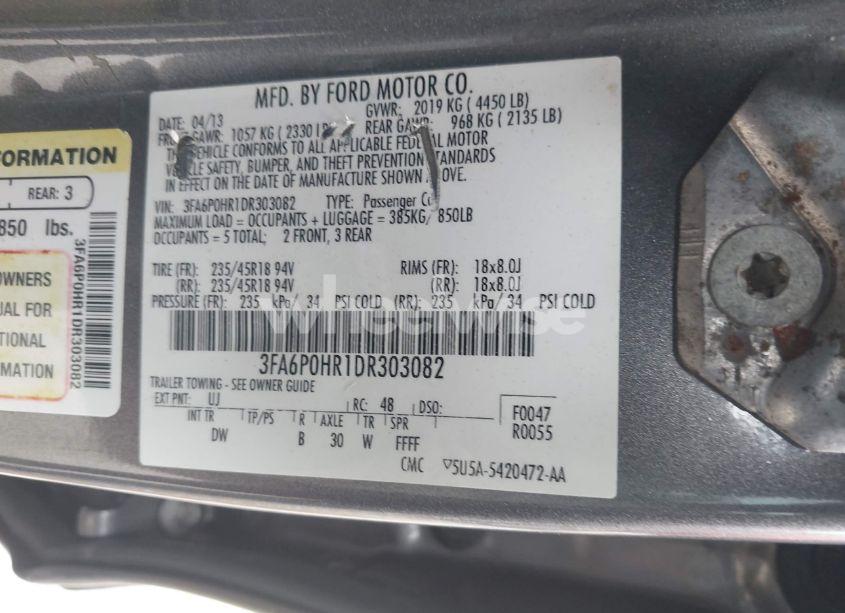 MFD. BY FORD MOTOR CO.
DATE: 04/13 GVWR: 2019 KG (4450 LB)
FRONT GAWR: 1057 KG (2330 LB REAR GAWR: 968 KG (2135 LB)
THIS VEHICLE CONFORMS TO ALL APPLICABLE FEDERAL MOTOR
VEHICLE SAFETY, BUMPER, AND THEFT PREVENTION STANDARDS
IN EFFECT ON THE DATE OF MANUFACTURE SHOWN ABOVE.
VIN: 3FA6P0HR1DR303082 TYPE: Passenger Ca
MAXIMUM LOAD = OCCUPANTS + LUGGAGE = 385KG/ 850LB
OCCUPANTS = 5 TOTAL; 2 FRONT, 3 REAR
TIRE (FR): 235/45R18 94V RIMS (FR): 18x8.0J
(RR): 235/45R18 94V (RR): 18x8.0J
PRESSURE (FR): 235 kPa/ 34 PSI COLD (RR): 235 kPa/ 34 PSI COLD
wheelwise
3FA6P0HR1DR303082
TRAILER TOWING - SEE OWNER GUIDE
EXT PNT: UJ RC: 48 DSO: F0047
INT TR TP/PS R AXLE TR SPR R0055
DW B 30 W FFFF
CMC 5U5A-5420472-AA
FORMATION
REAR: 3
850 lbs.
OWNERS
UAL FOR
TIONAL
RMATION
3FA6P0HR1DR303082